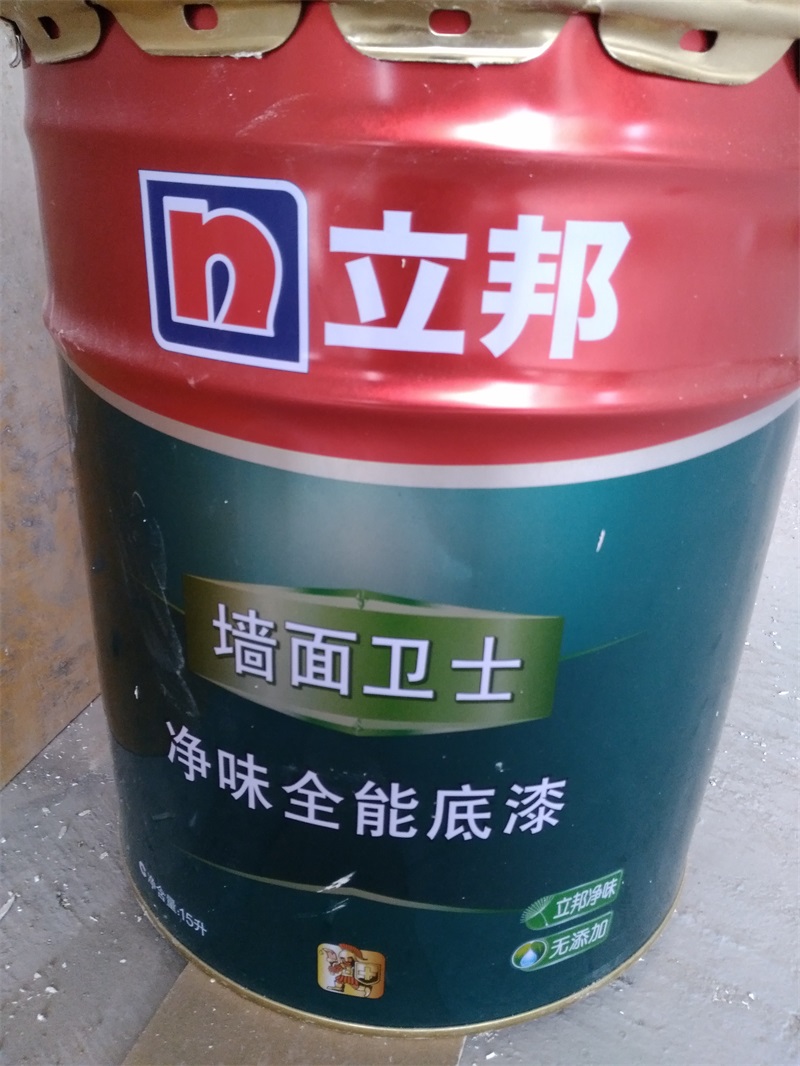 n 立邦
墙面卫士
净味全能底漆
净含量:15升
立邦净味
无添加